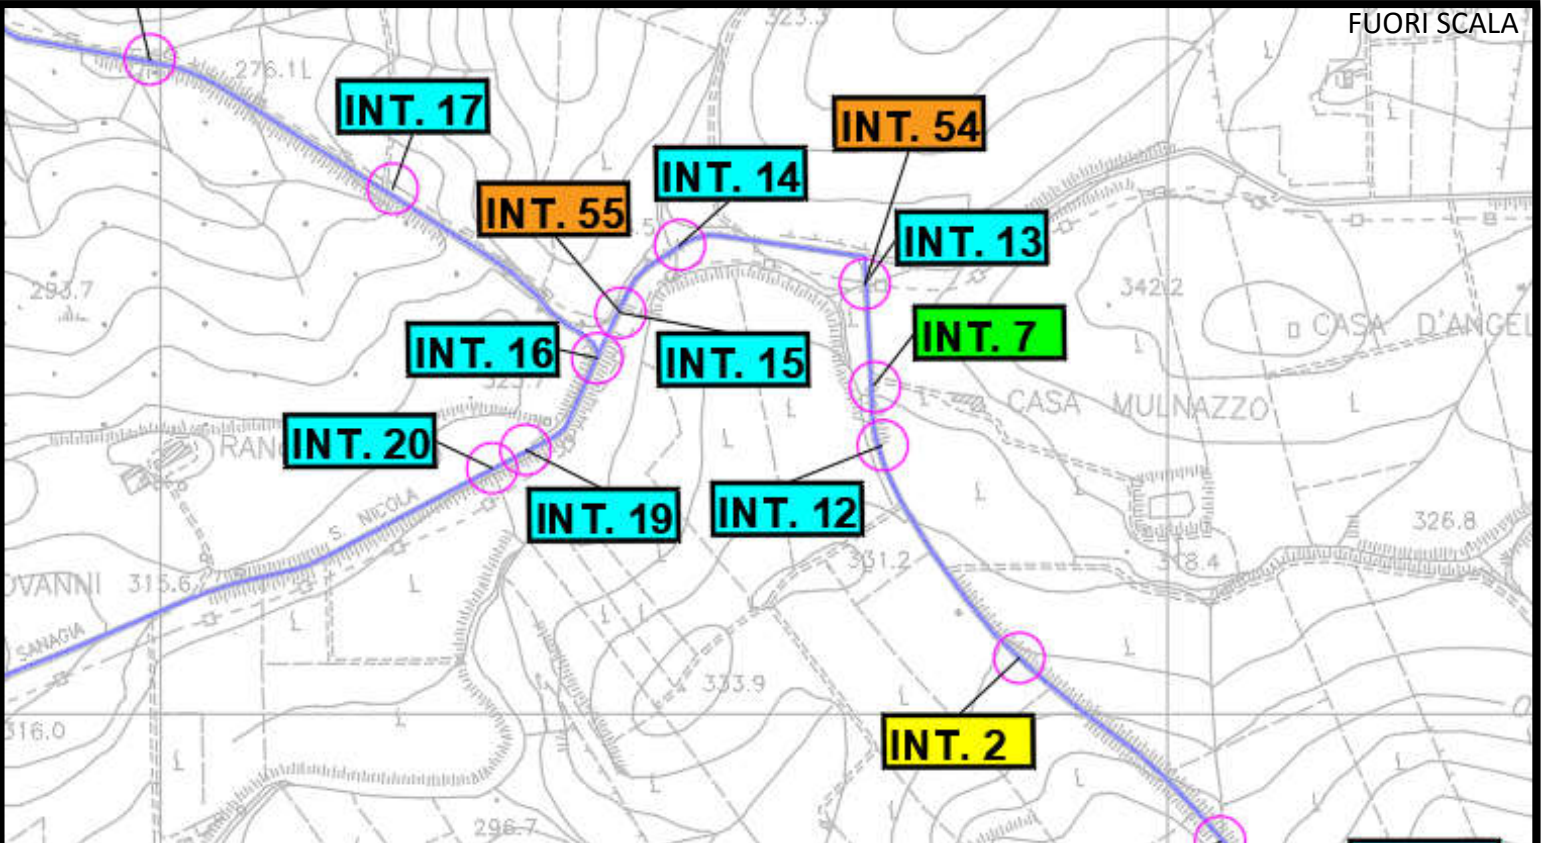 FUORI SCALA
276.1
INT. 17
INT. 54
INT. 14
INT. 55
INT. 13
293.7
342.2
CASA D'ANGEL
INT. 7
INT. 16
INT. 15
CASA MULNAZZO
INT. 20
RAN
S. NICOLA
INT. 19
INT. 12
326.8
331.2
318.4
OVANNI 315.6
SANAGIA
333.9
316.0
INT. 2
296.7